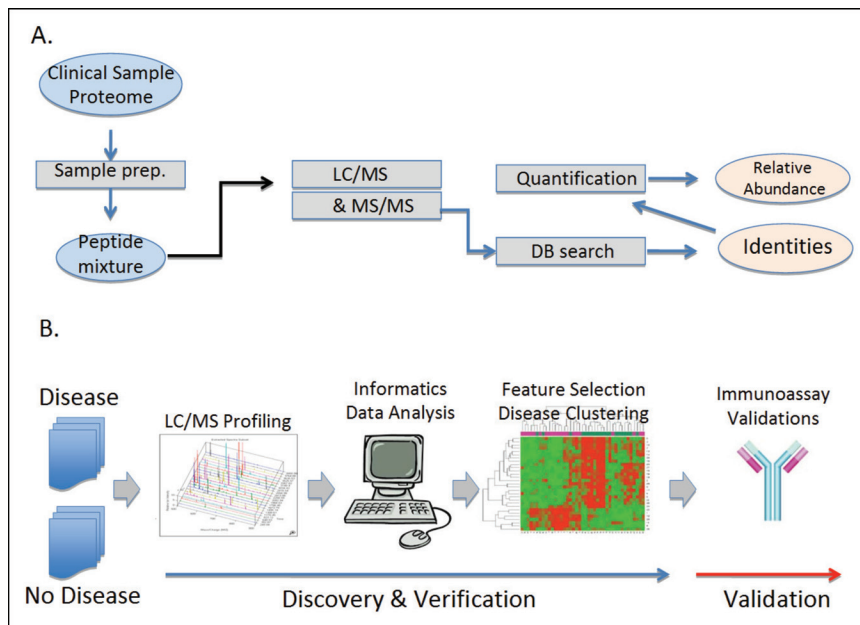 A.
Clinical Sample
Proteome
Sample prep.
Peptide
mixture
LC/MS
& MS/MS
Quantification
DB search
Relative
Abundance
Identities
B.
Disease
No Disease
LC/MS Profiling
Informatics
Data Analysis
Feature Selection
Disease Clustering
Immunoassay
Validations
Discovery & Verification
Validation